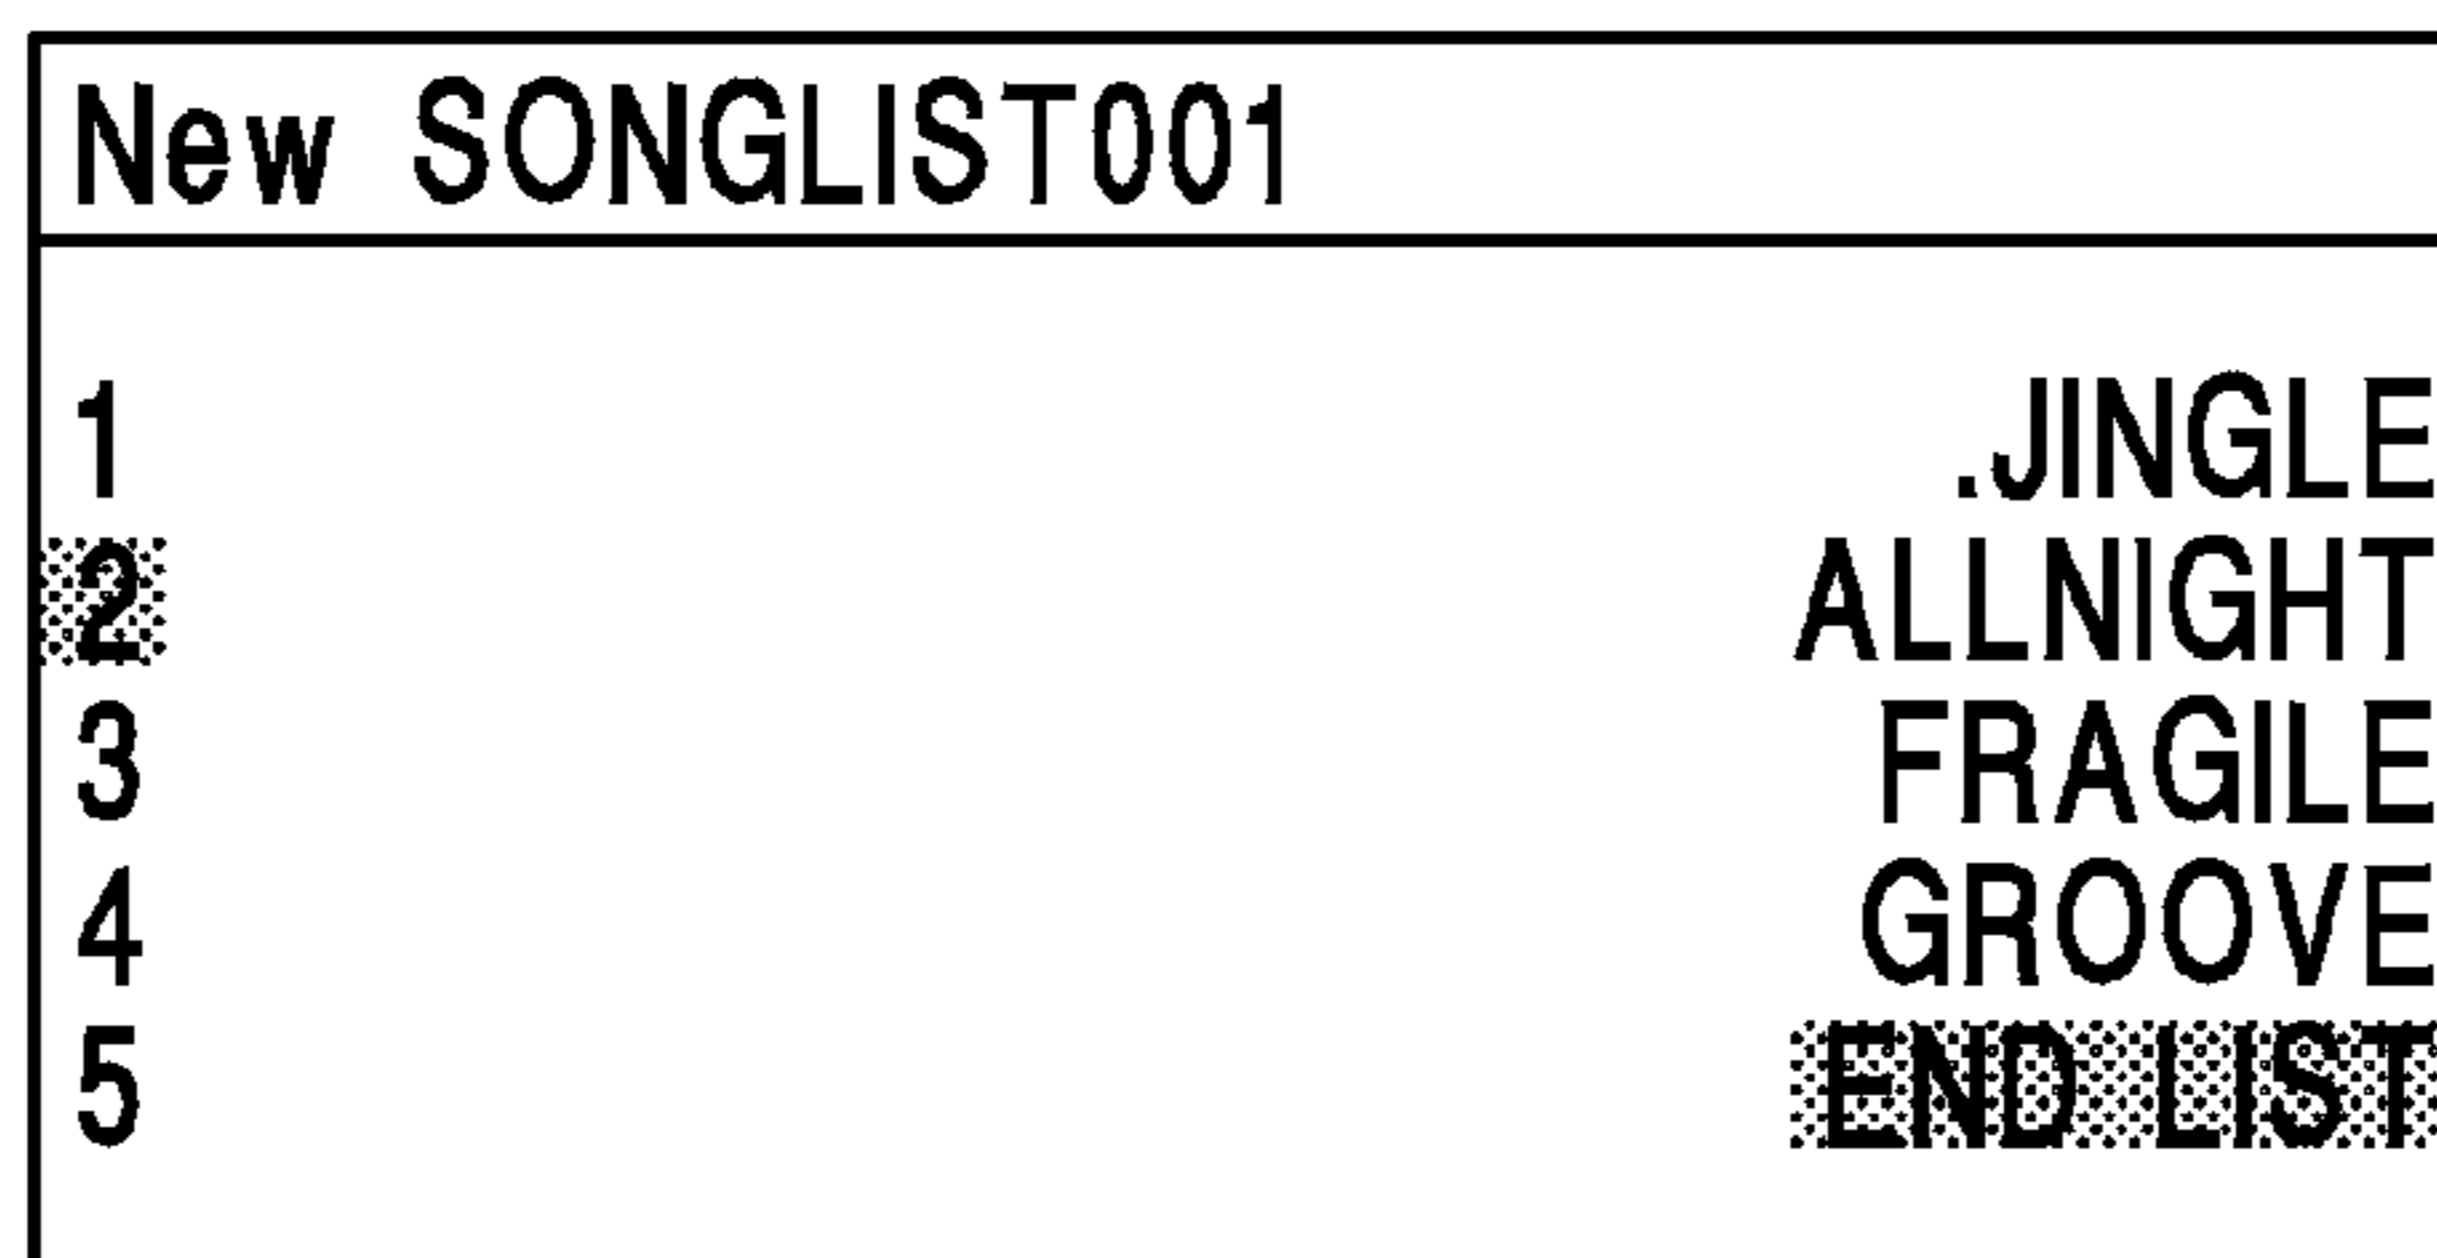 New SONGLIST001
1 .JINGLE
2 ALLNIGHT
3 FRAGILE
4 GROOVE
5 END LIST